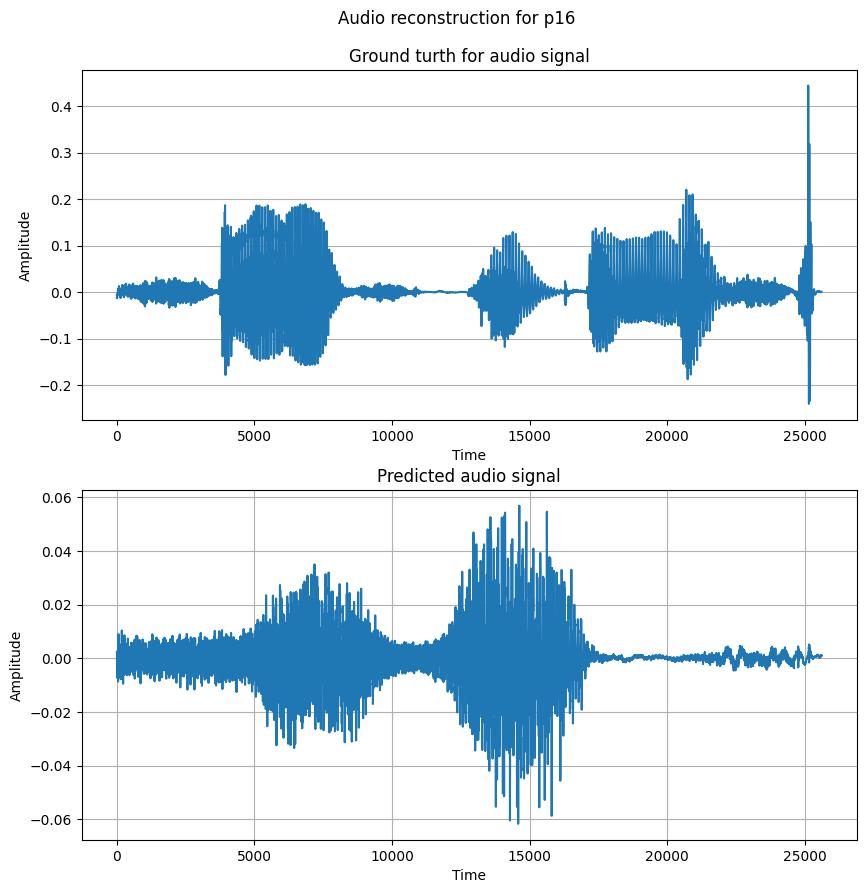 Audio reconstruction for p16
Ground turth for audio signal
0.4
0.3
0.2
0.1
0.0
−0.1
−0.2
Amplitude
0 5000 10000 15000 20000 25000
Time
Predicted audio signal
0.06
0.04
0.02
0.00
−0.02
−0.04
−0.06
Amplitude
0 5000 10000 15000 20000 25000
Time